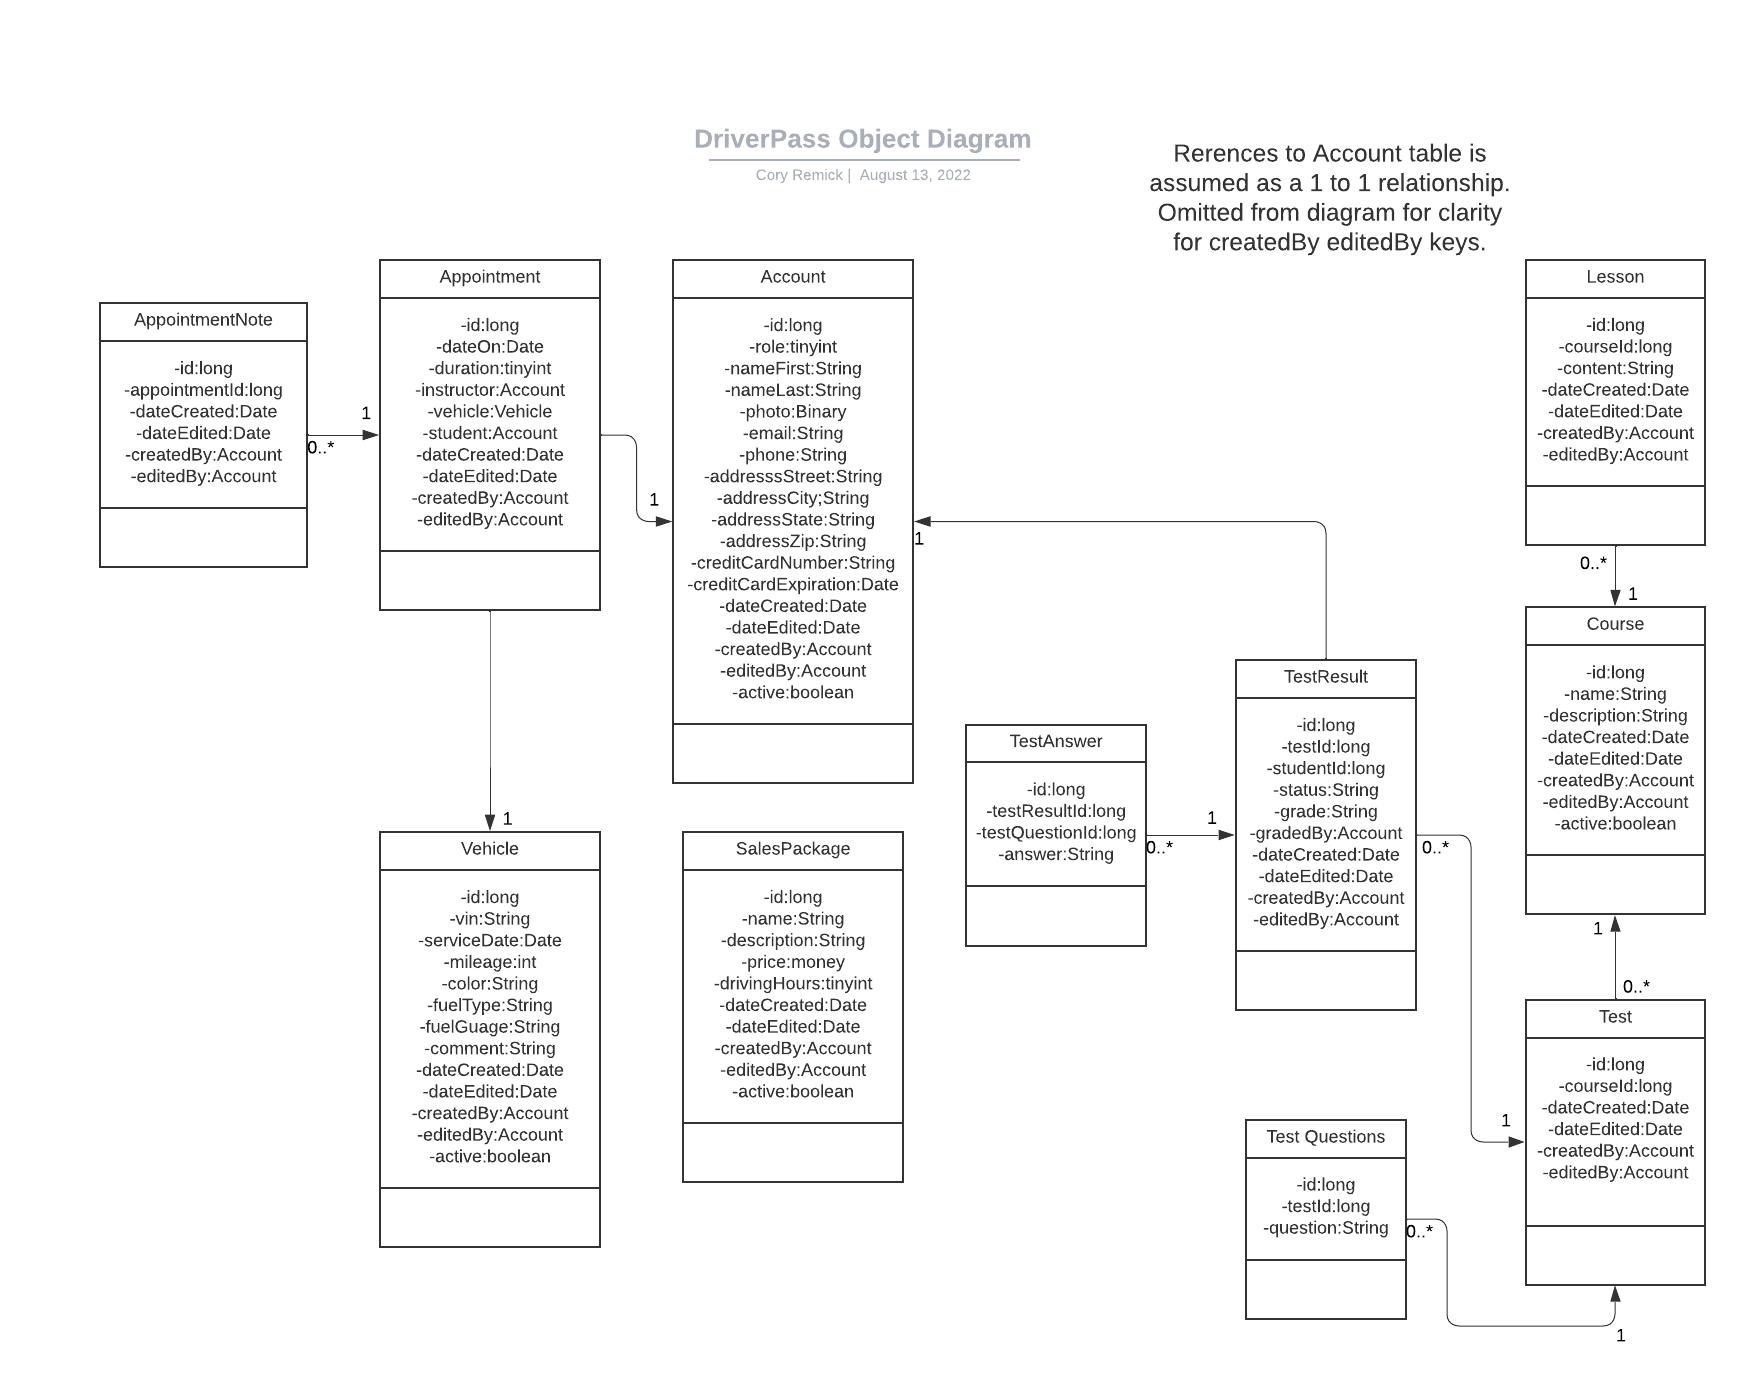 DriverPass Object Diagram
Cory Remick | August 13, 2022
Rerences to Account table is
assumed as a 1 to 1 relationship.
Omitted from diagram for clarity
for createdBy editedBy keys.
AppointmentNote
-id:long
-appointmentId:long
-dateCreated:Date
-dateEdited:Date
-createdBy:Account
-editedBy:Account
0..*
1
Appointment
-id:long
-dateOn:Date
-duration:tinyint
-instructor:Account
-vehicle:Vehicle
-student:Account
-dateCreated:Date
-dateEdited:Date
-createdBy:Account
-editedBy:Account
1
1
Account
-id:long
-role:tinyint
-nameFirst:String
-nameLast:String
-photo:Binary
-email:String
-phone:String
-addresssStreet:String
-addressCity;String
-addressState:String
-addressZip:String
-creditCardNumber:String
-creditCardExpiration:Date
-dateCreated:Date
-dateEdited:Date
-createdBy:Account
-editedBy:Account
-active:boolean
1
Vehicle
-id:long
-vin:String
-serviceDate:Date
-mileage:int
-color:String
-fuelType:String
-fuelGuage:String
-comment:String
-dateCreated:Date
-dateEdited:Date
-createdBy:Account
-editedBy:Account
-active:boolean
SalesPackage
-id:long
-name:String
-description:String
-price:money
-drivingHours:tinyint
-dateCreated:Date
-dateEdited:Date
-createdBy:Account
-editedBy:Account
-active:boolean
TestAnswer
-id:long
-testResultId:long
-testQuestionId:long
-answer:String
0..*
1
TestResult
-id:long
-testId:long
-studentId:long
-status:String
-grade:String
-gradedBy:Account
-dateCreated:Date
-dateEdited:Date
-createdBy:Account
-editedBy:Account
0..*
1
Lesson
-id:long
-courseId:long
-content:String
-dateCreated:Date
-dateEdited:Date
-createdBy:Account
-editedBy:Account
0..*
1
Course
-id:long
-name:String
-description:String
-dateCreated:Date
-dateEdited:Date
-createdBy:Account
-editedBy:Account
-active:boolean
1
0..*
Test
-id:long
-courseId:long
-dateCreated:Date
-dateEdited:Date
-createdBy:Account
-editedBy:Account
Test Questions
-id:long
-testId:long
-question:String
0..*
1